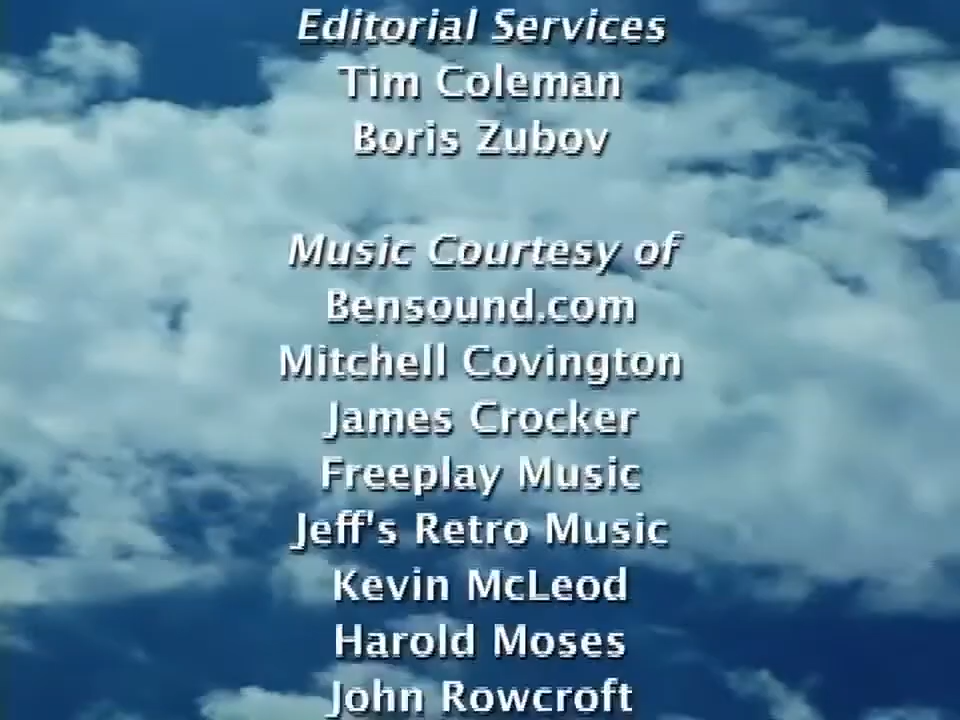 Editorial Services
Tim Coleman
Boris Zubov
Music Courtesy of
Bensound.com
Mitchell Covington
James Crocker
Freeplay Music
Jeff's Retro Music
Kevin McLeod
Harold Moses
John Rowcroft